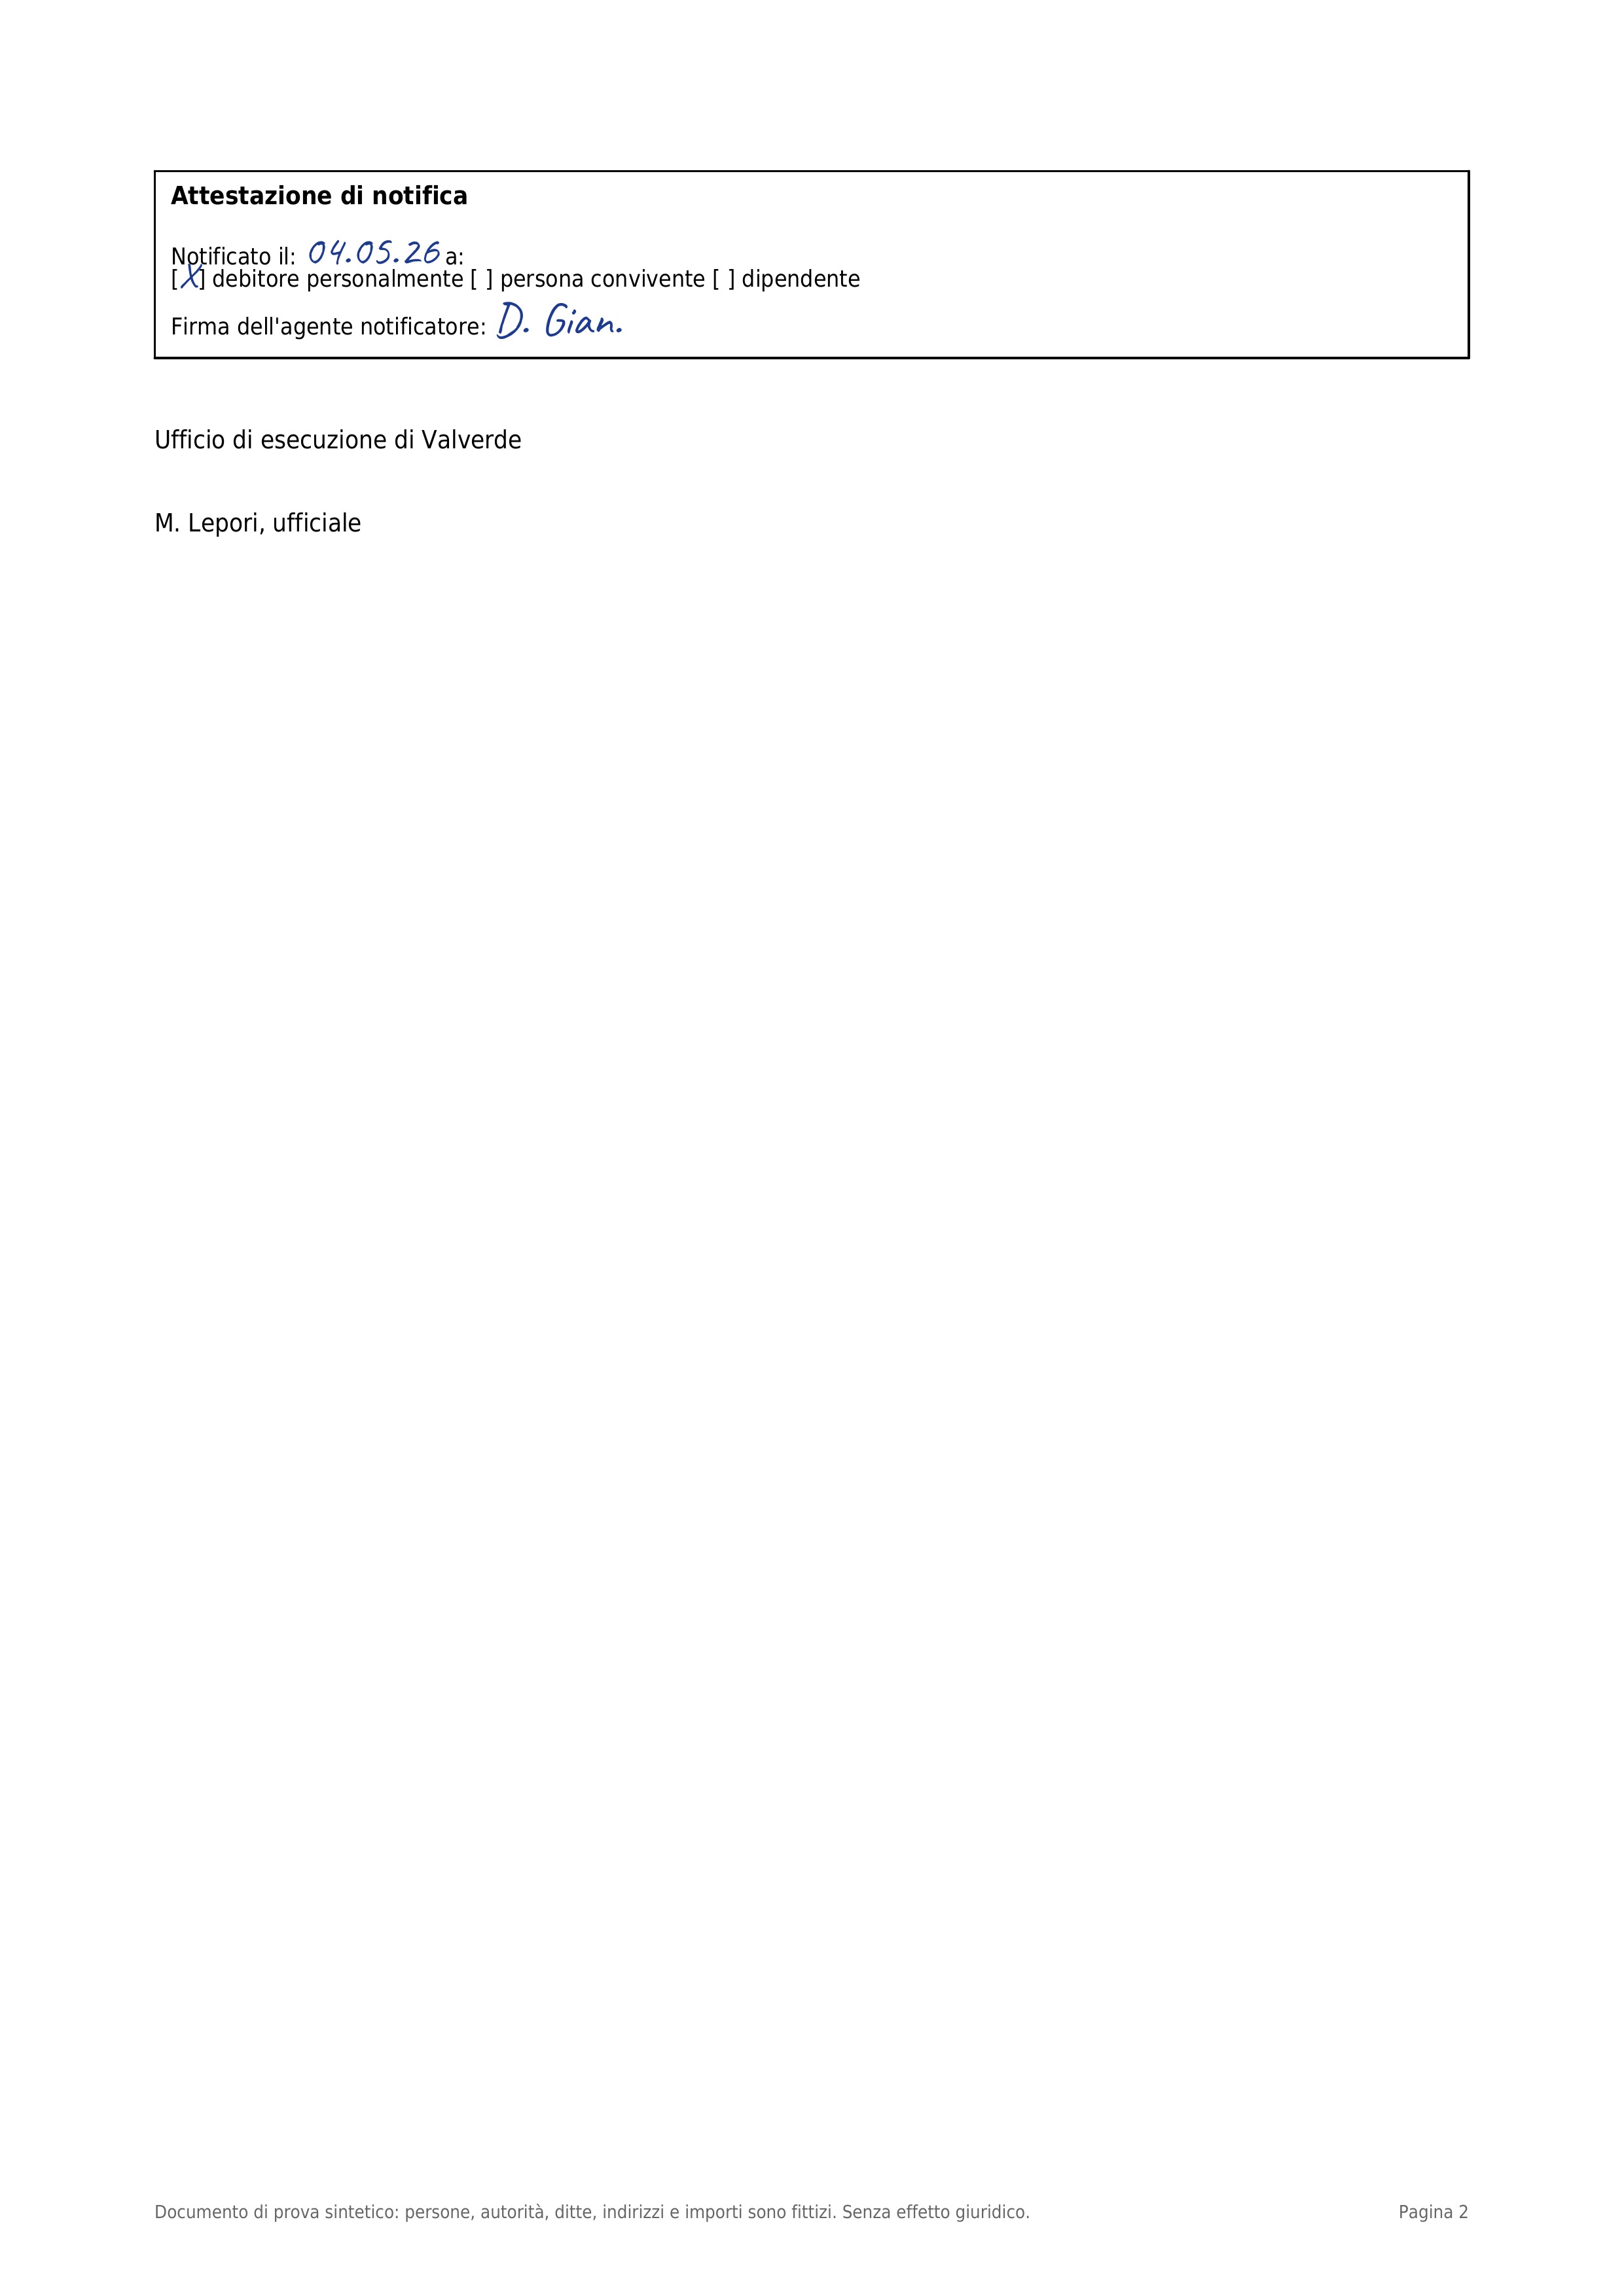 Attestazione di notifica
Notificato il: 04.05.26 a:
[X] debitore personalmente [ ] persona convivente [ ] dipendente
Firma dell'agente notificatore: D. Gian.
Ufficio di esecuzione di Valverde
M. Lepori, ufficiale
Documento di prova sintetico: persone, autorità, ditte, indirizzi e importi sono fittizi. Senza effetto giuridico. Pagina 2